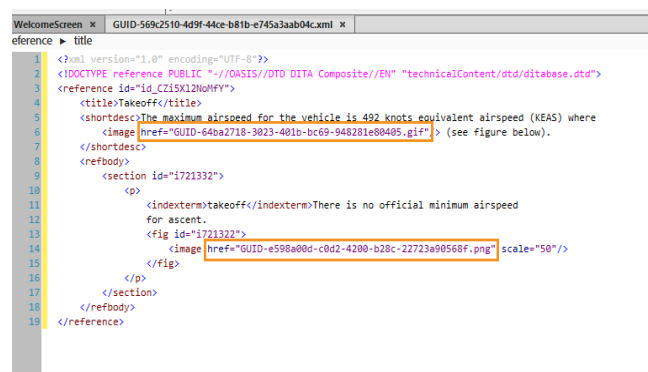 WelcomeScreen × GUID-569c2510-4d9f-44ce-b81b-e745a3aab04c.xml ×
eference ► title
1 <?xml version="1.0" encoding="UTF-8"?>
2 <!DOCTYPE reference PUBLIC "-//OASIS//DTD DITA Composite//EN" "technicalContent/dtd/ditabase.dtd">
3 <reference id="id_CZi5Xl2NoMfY">
4 <title>Takeoff</title>
5 <shortdesc>The maximum airspeed for the vehicle is 492 knots equivalent airspeed (KEAS) where
6 <image href="GUID-64ba2718-3023-401b-bc69-948281e80405.gif"/> (see figure below).
7 </shortdesc>
8 <refbody>
9 <section id="i721332">
10 <p>
11 <indexterm>takeoff</indexterm>There is no official minimum airspeed
12 for ascent.
13 <fig id="i721322">
14 <image href="GUID-e598a00d-c0d2-4200-b28c-22723a90568f.png" scale="50"/>
15 </fig>
16 </p>
17 </section>
18 </refbody>
19 </reference>